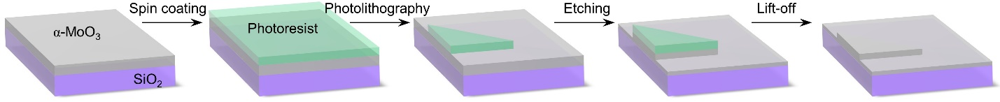 Spin coating
Photolithography
Etching
Lift-off
α-MoO₃
Photoresist
SiO₂